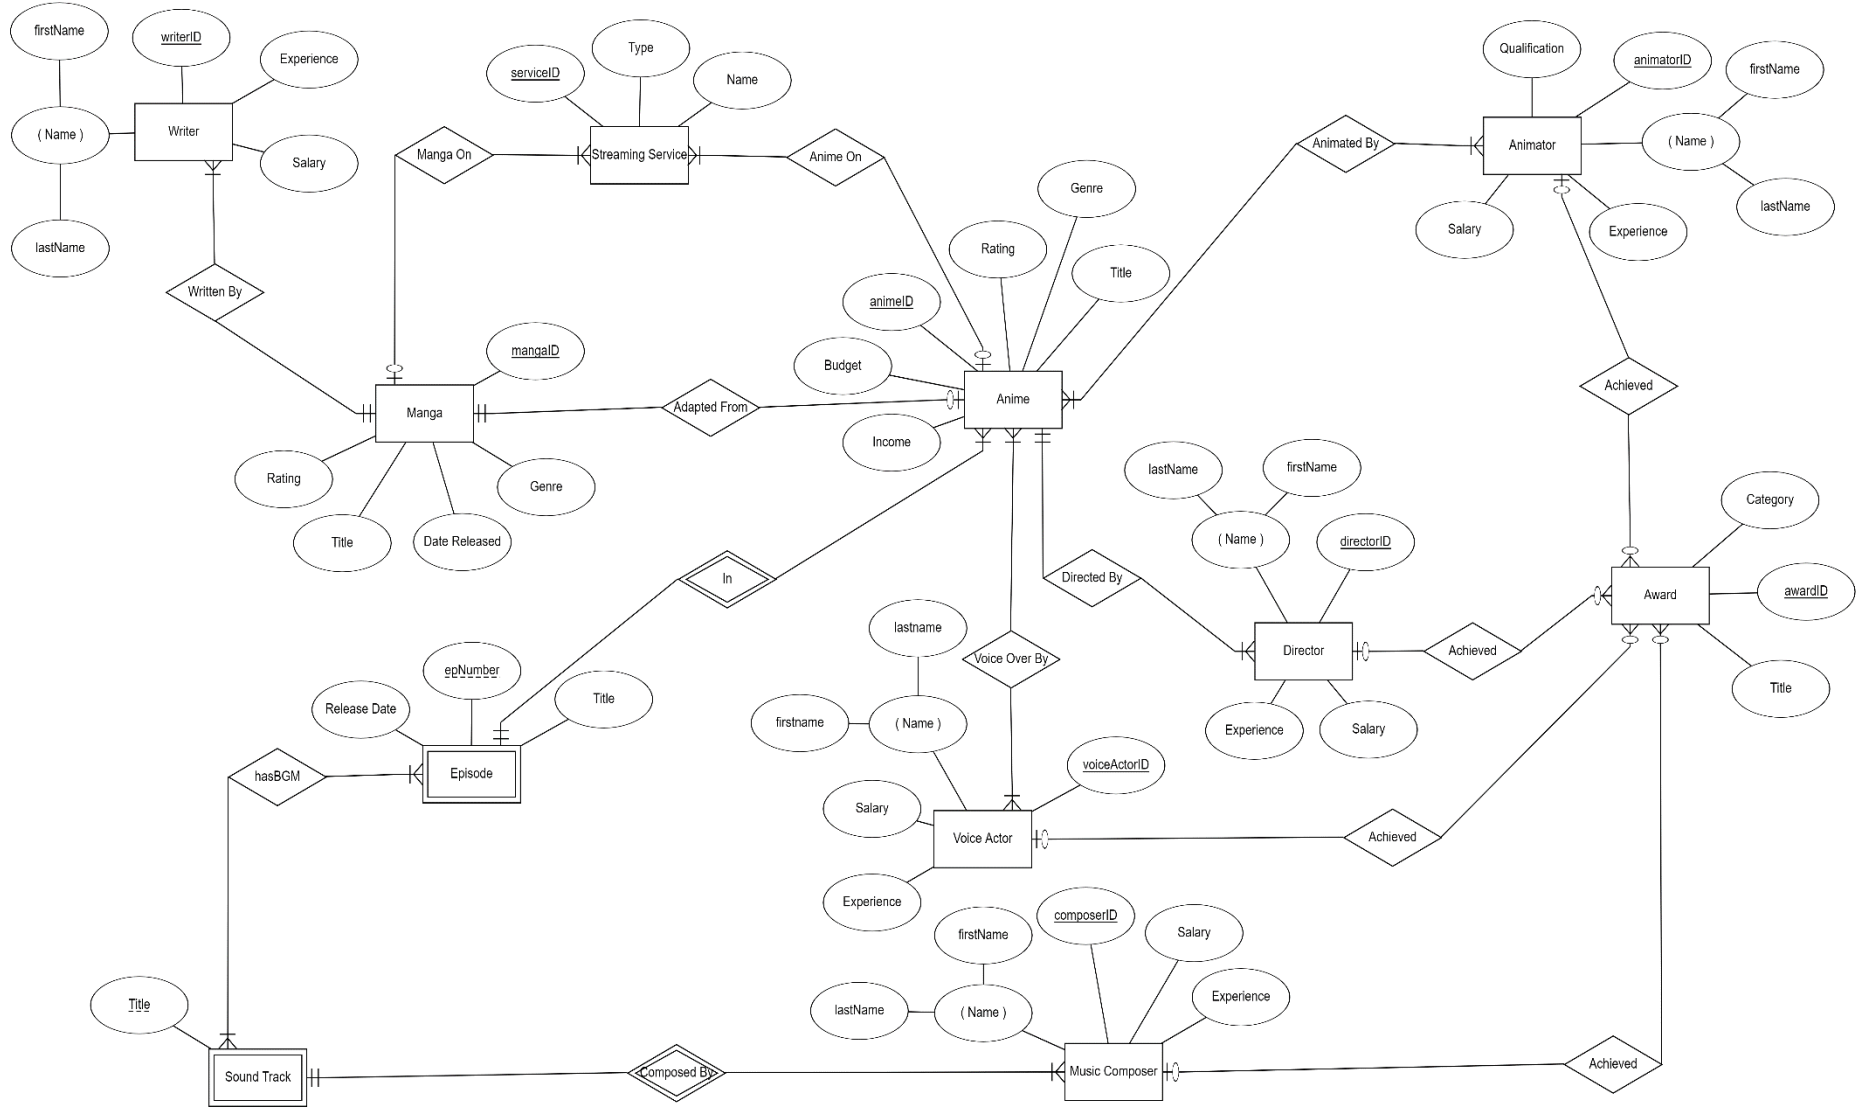 firstName
writerID
Experience
( Name )
Writer
Salary
lastName
Written By
serviceID
Type
Name
Manga On
Streaming Service
Anime On
Genre
Rating
Title
animeID
Budget
Income
Anime
Animated By
Qualification
animatorID
firstName
Animator
( Name )
lastName
Salary
Experience
Achieved
mangaID
Manga
Adapted From
Rating
Title
Date Released
Genre
lastName
firstName
( Name )
directorID
Directed By
Director
Experience
Salary
Achieved
Category
Award
awardID
Title
In
lastname
Voice Over By
firstname
( Name )
voiceActorID
Salary
Voice Actor
Experience
Achieved
epNumber
Release Date
Title
hasBGM
Episode
composerID
firstName
Salary
lastName
( Name )
Experience
Music Composer
Achieved
Title
Sound Track
Composed By